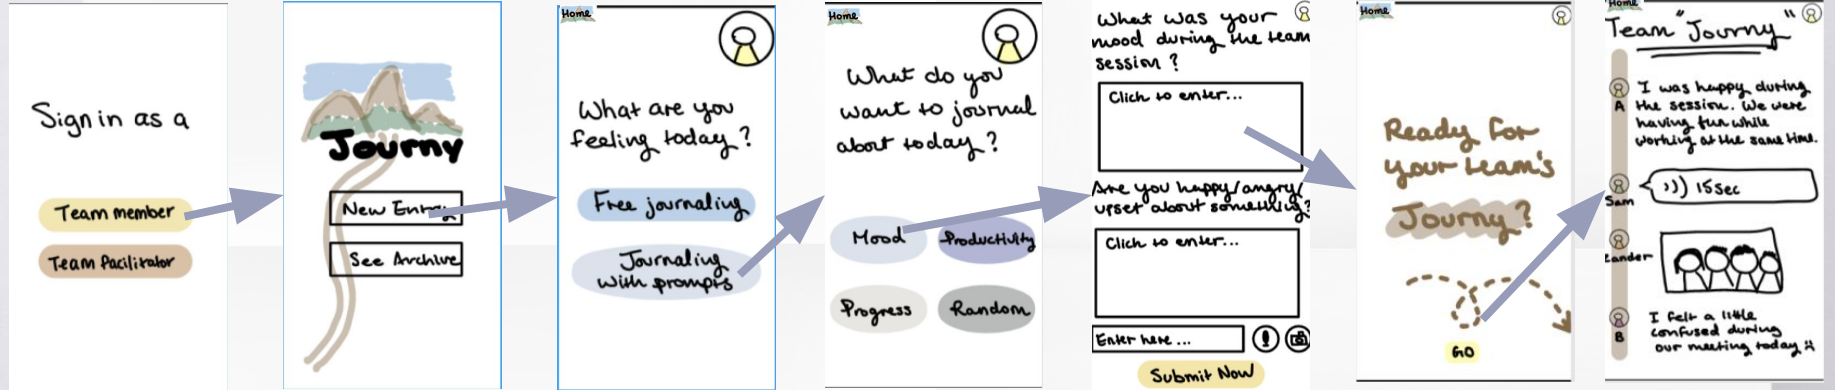 Sign in as a
Team member
Team Facilitator
Journy
New Entry
See Archive
Home
What are you
feeling today?
Free journaling
Journaling
with prompts
Home
What do you
want to journal
about today?
Mood
Productivity
Progress
Random
What was your
mood during the team
session?
Click to enter...
Are you happy/angry/
upset about something?
Click to enter...
Enter here...
Submit Now
Home
Ready for
your team's
Journy?
GO
Home
Team "Journy"
A
I was happy during
the session. We were
having fun while
working at the same time.
Sam
15sec
Xander
B
I felt a little
confused during
our meeting today :(